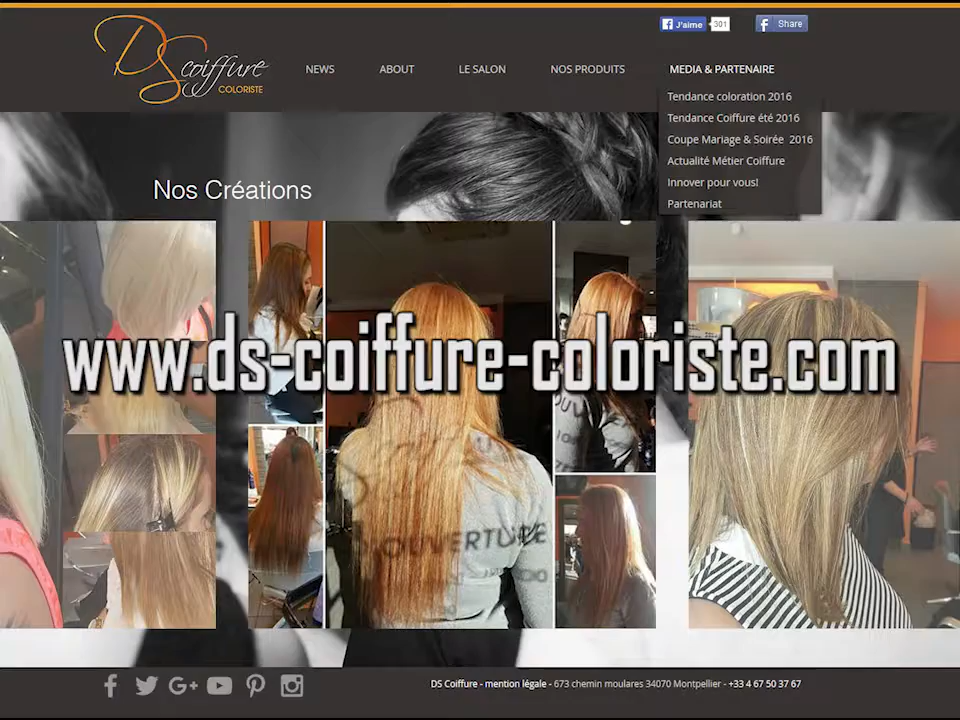 J'aime 301 Share
DS coiffure
COLORISTE
NEWS ABOUT LE SALON NOS PRODUITS MEDIA & PARTENAIRE
Tendance coloration 2016
Tendance Coiffure été 2016
Coupe Mariage & Soirée 2016
Actualité Métier Coiffure
Innover pour vous!
Partenariat
Nos Créations
www.ds-coiffure-coloriste.com
DS Coiffure - mention légale - 673 chemin moulares 34070 Montpellier - +33 4 67 50 37 67